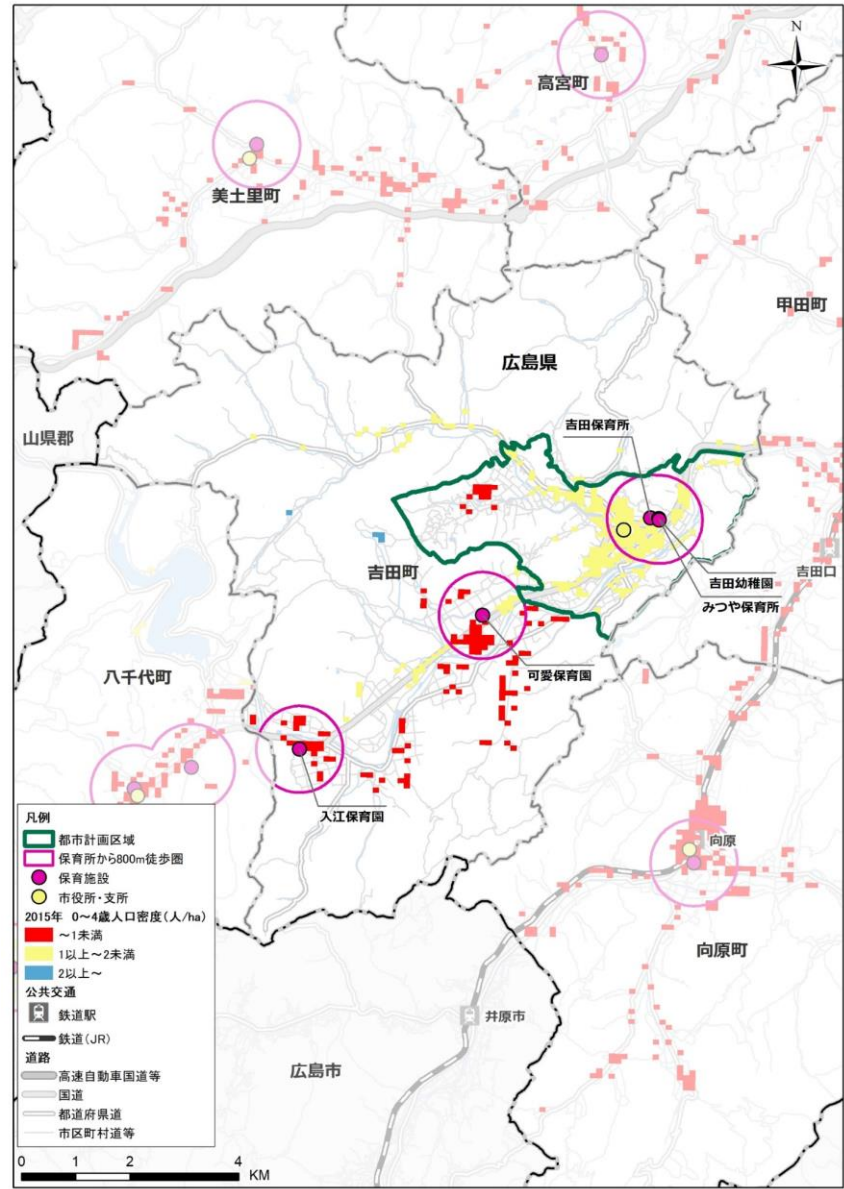 N
高宮町
美土里町
甲田町
広島県
吉田保育所
山県郡
吉田町
吉田口
吉田幼稚園
みつや保育所
可愛保育園
八千代町
入江保育園
向原
向原町
井原市
広島市
凡例
都市計画区域
保育所から800m徒歩圏
保育施設
市役所・支所
2015年 0～4歳人口密度(人/ha)
～1未満
1以上～2未満
2以上～
公共交通
鉄道駅
鉄道(JR)
道路
高速自動車国道等
国道
都道府県道
市区町村道等
0 1 2 4 KM